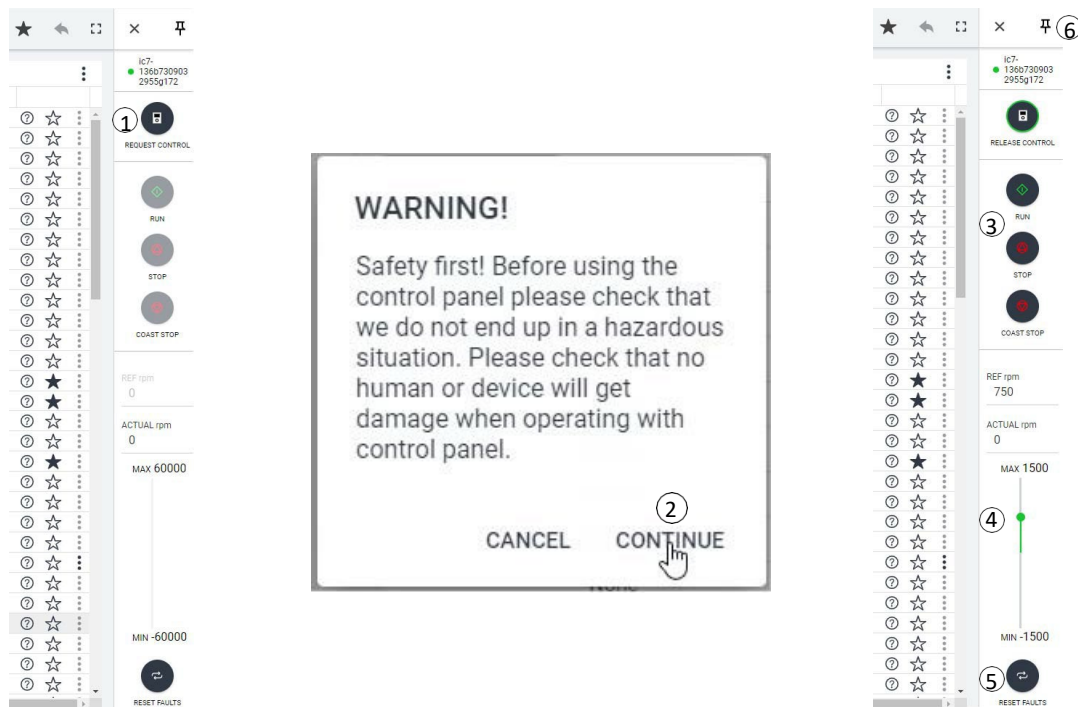 ic7-
136b730903
2955g172
1
REQUEST CONTROL
RUN
STOP
COAST STOP
REF rpm
0
ACTUAL rpm
0
MAX 60000
MIN -60000
RESET FAULTS
WARNING!
Safety first! Before using the
control panel please check that
we do not end up in a hazardous
situation. Please check that no
human or device will get
damage when operating with
control panel.
2
CANCEL CONTINUE
6
ic7-
136b730903
2955g172
RELEASE CONTROL
RUN
3
STOP
COAST STOP
REF rpm
750
ACTUAL rpm
0
MAX 1500
4
MIN -1500
5
RESET FAULTS